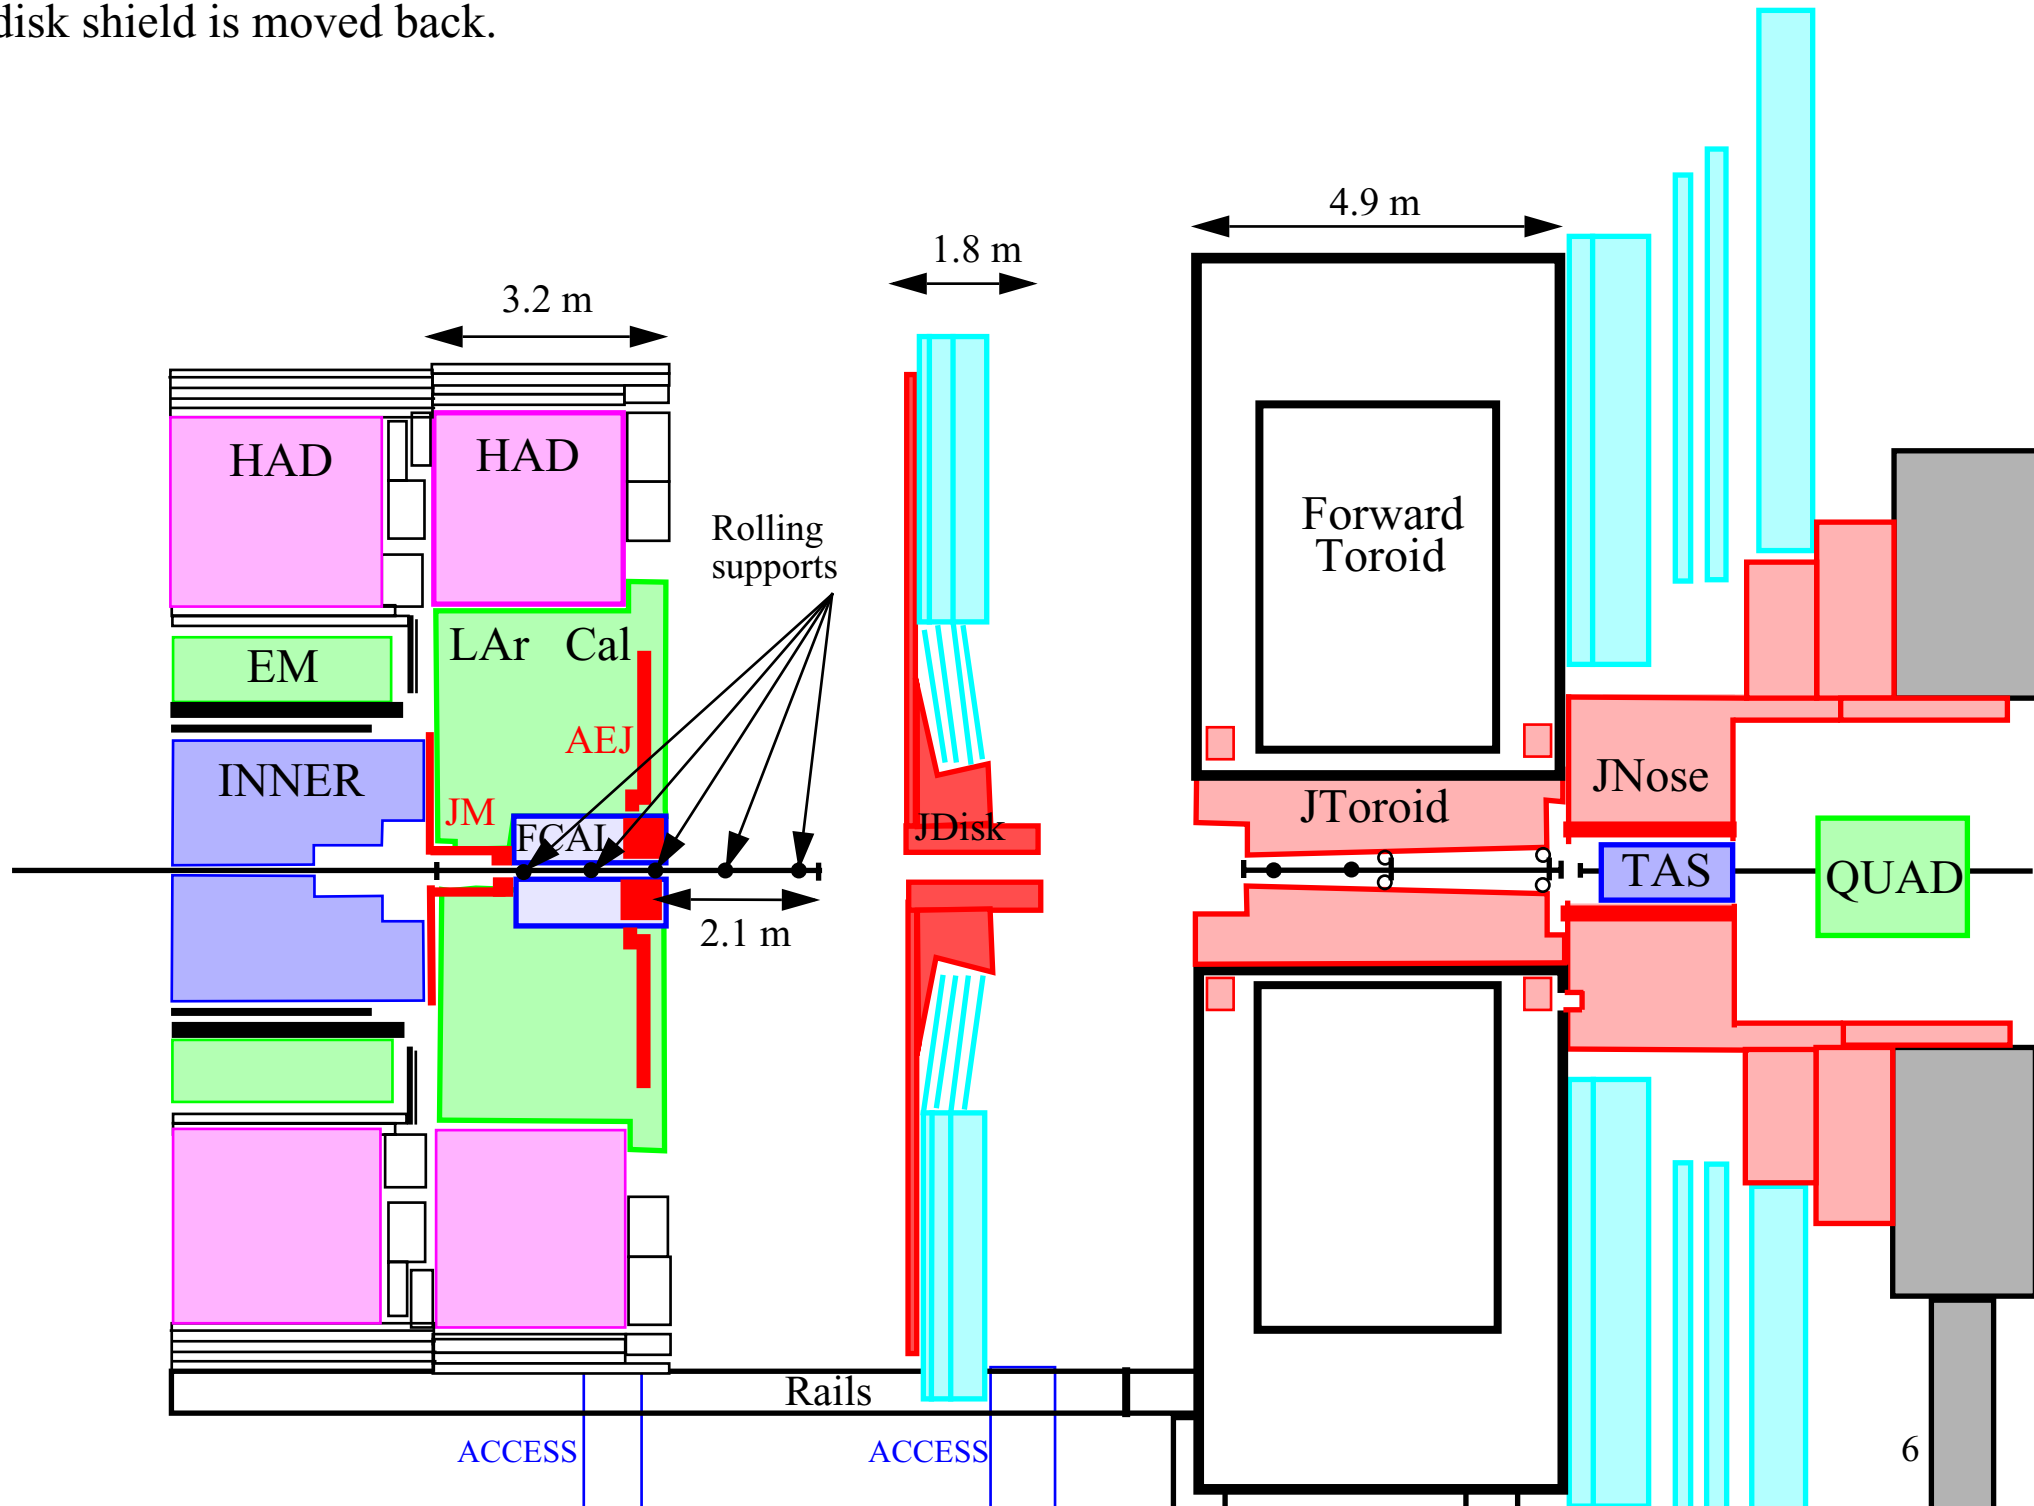 disk shield is moved back.
4.9 m
1.8 m
3.2 m
HAD
HAD
Rolling
supports
Forward
Toroid
LAr Cal
EM
AEJ
INNER
JM
JNose
JToroid
FCAL
JDisk
TAS
QUAD
2.1 m
Rails
ACCESS
ACCESS
6